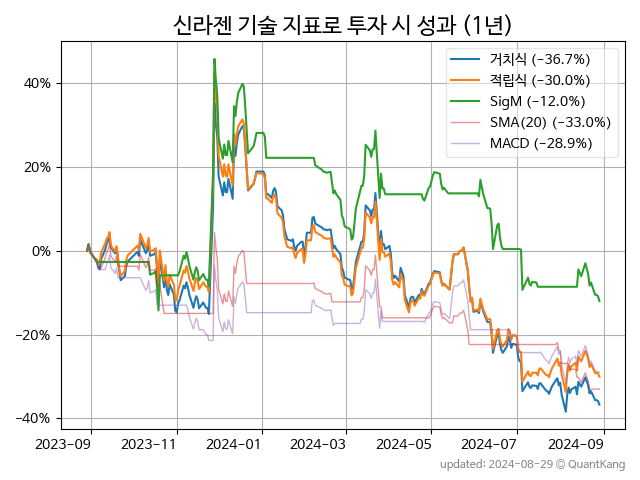 신라젠 기술 지표로 투자 시 성과 (1년)
거치식 (−36.7%)
적립식 (−30.0%)
SigM (−12.0%)
SMA(20) (−33.0%)
MACD (−28.9%)
40%
20%
0%
−20%
−40%
2023-09 2023-11 2024-01 2024-03 2024-05 2024-07 2024-09
updated: 2024-08-29 © QuantKang